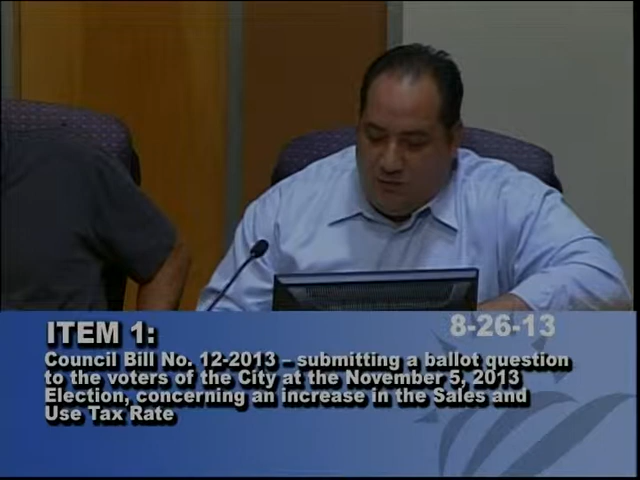 ITEM 1:
8-26-13
Council Bill No. 12-2013 – submitting a ballot question
to the voters of the City at the November 5, 2013
Election, concerning an increase in the Sales and
Use Tax Rate